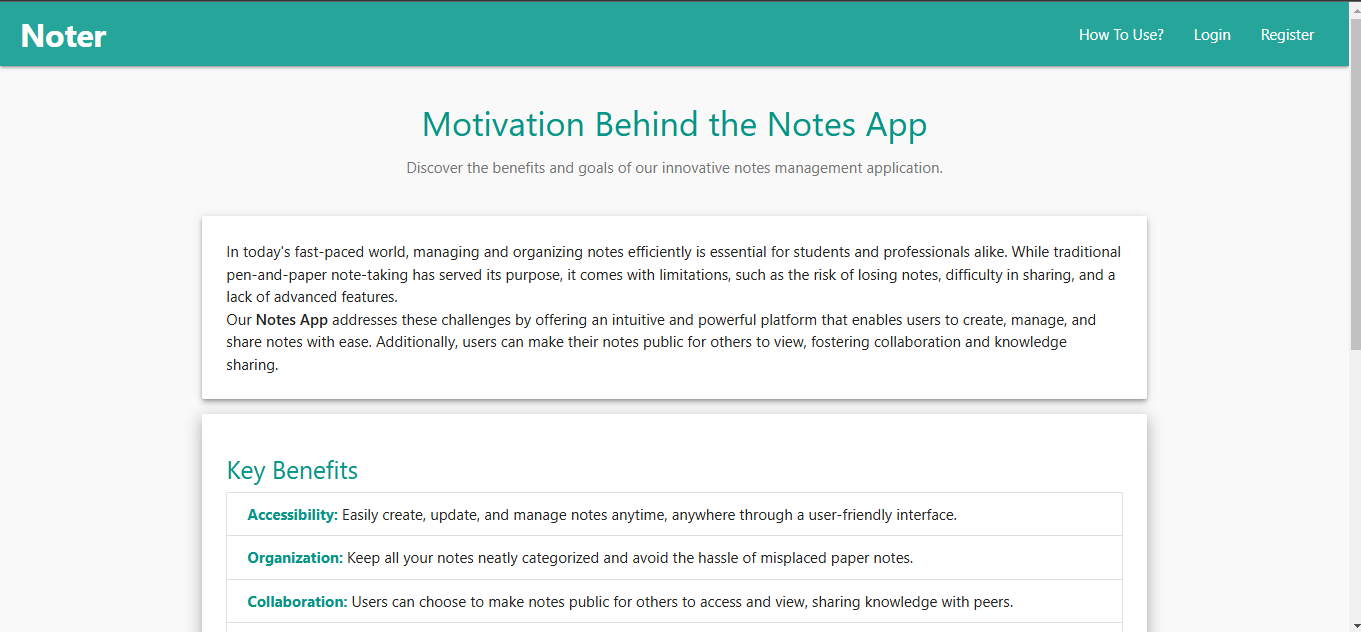 Noter
How To Use?
Login
Register
Motivation Behind the Notes App
Discover the benefits and goals of our innovative notes management application.
In today's fast-paced world, managing and organizing notes efficiently is essential for students and professionals alike. While traditional
pen-and-paper note-taking has served its purpose, it comes with limitations, such as the risk of losing notes, difficulty in sharing, and a
lack of advanced features.
Our Notes App addresses these challenges by offering an intuitive and powerful platform that enables users to create, manage, and
share notes with ease. Additionally, users can make their notes public for others to view, fostering collaboration and knowledge
sharing.
Key Benefits
Accessibility: Easily create, update, and manage notes anytime, anywhere through a user-friendly interface.
Organization: Keep all your notes neatly categorized and avoid the hassle of misplaced paper notes.
Collaboration: Users can choose to make notes public for others to access and view, sharing knowledge with peers.